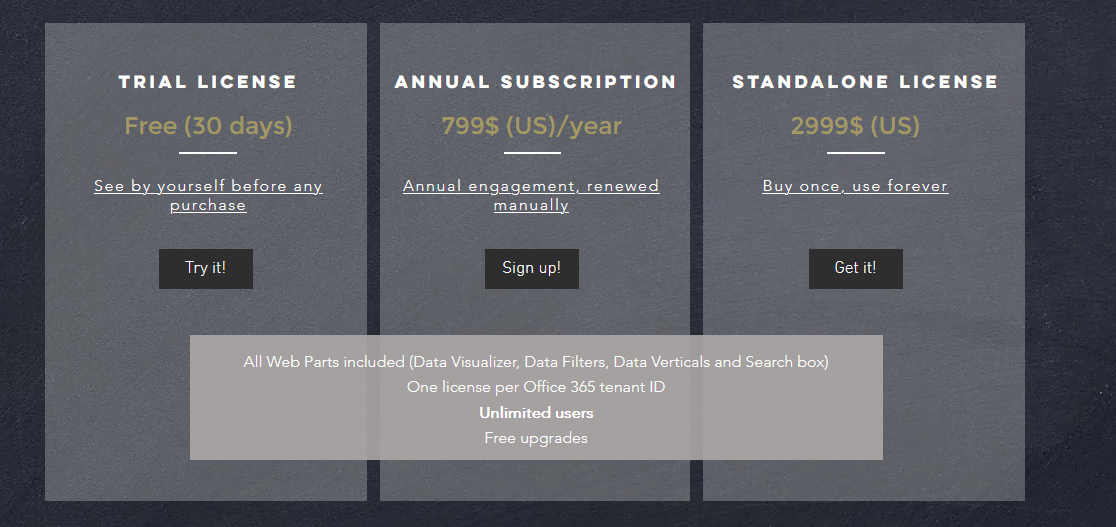 TRIAL LICENSE
Free (30 days)
See by yourself before any
purchase
Try it!
ANNUAL SUBSCRIPTION
799$ (US)/year
Annual engagement, renewed
manually
Sign up!
STANDALONE LICENSE
2999$ (US)
Buy once, use forever
Get it!
All Web Parts included (Data Visualizer, Data Filters, Data Verticals and Search box)
One license per Office 365 tenant ID
Unlimited users
Free upgrades